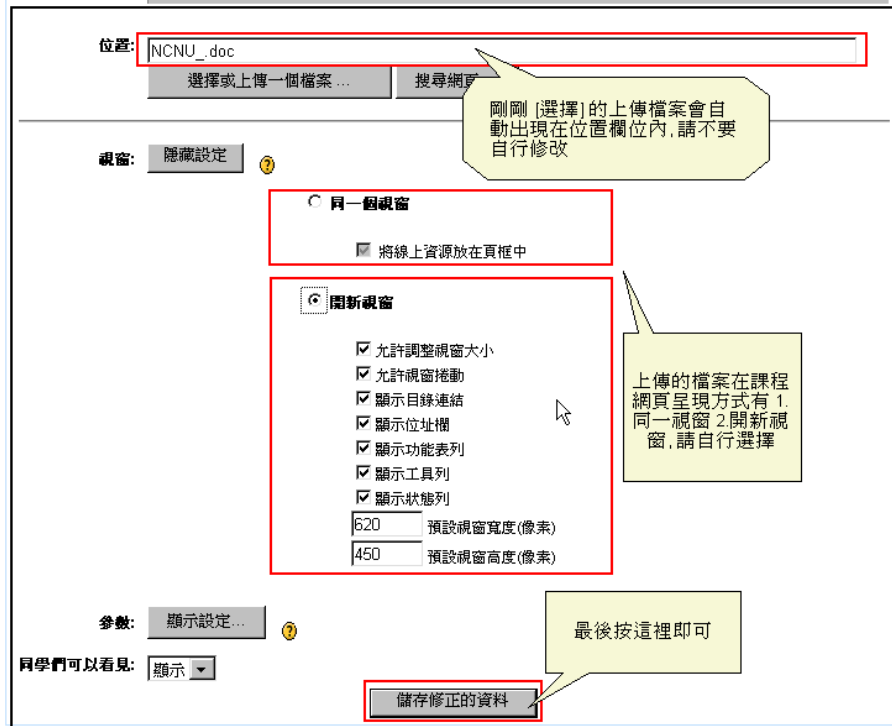 位置: NCNU_.doc
選擇或上傳一個檔案 ... 搜尋網頁
剛剛 [選擇] 的上傳檔案會自
動出現在位置欄位內,請不要
自行修改
視窗: 隱藏設定 ?
同一個視窗
將線上資源放在頁框中
開新視窗
允許調整視窗大小
允許視窗捲動
顯示目錄連結
顯示位址欄
顯示功能表列
顯示工具列
顯示狀態列
620 預設視窗寬度(像素)
450 預設視窗高度(像素)
上傳的檔案在課程
網頁呈現方式有 1.
同一視窗 2.開新視
窗,請自行選擇
參數: 顯示設定... ?
最後按這裡即可
同學們可以看見: 顯示
儲存修正的資料